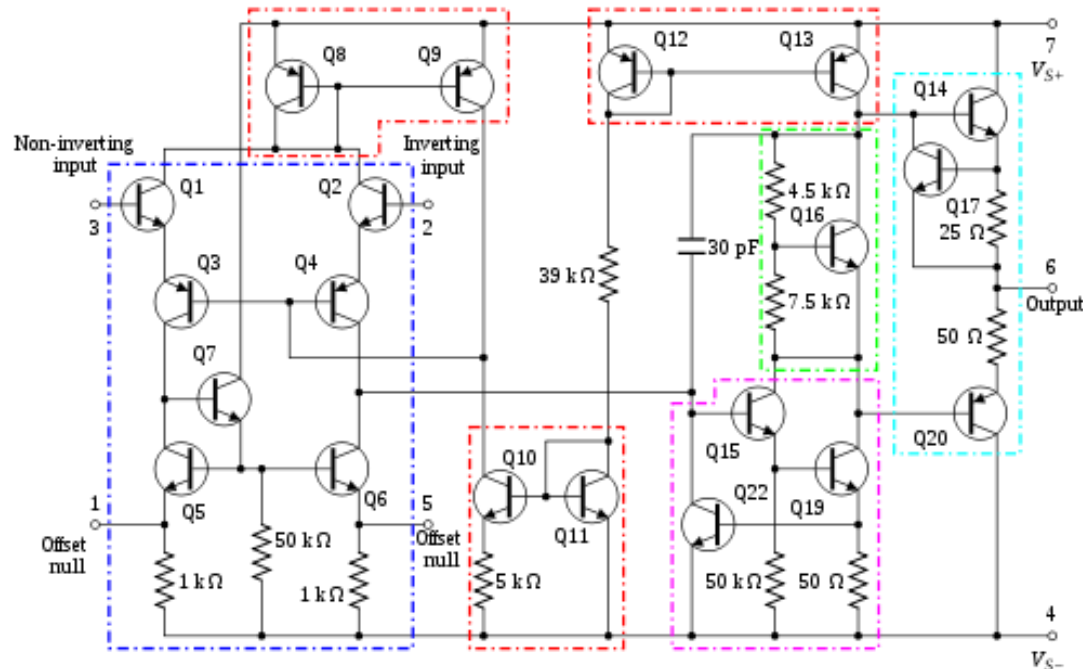 Q8
Q9
Q12
Q13
7
V_S+
Q14
Non-inverting
input
Inverting
input
Q1
Q2
3
2
4.5 kΩ
Q16
Q17
25 Ω
30 pF
Q3
Q4
39 kΩ
7.5 kΩ
6
Output
50 Ω
Q7
Q20
Q15
Q10
Q5
Q6
Q22
Q19
1
5
Q11
Offset
null
Offset
null
50 kΩ
1 kΩ
1 kΩ
5 kΩ
50 kΩ
50 Ω
4
V_S−